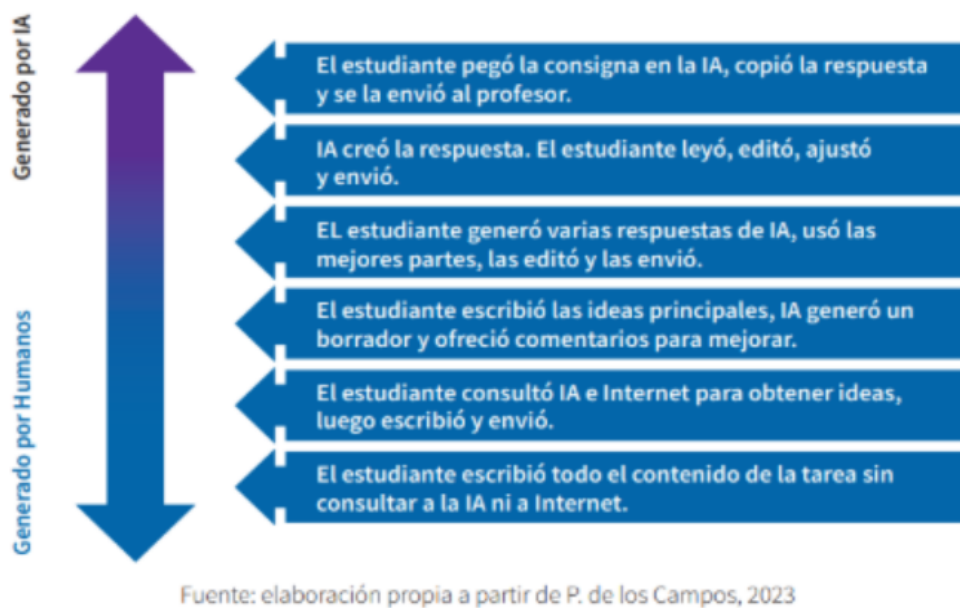 Generado por IA
El estudiante pegó la consigna en la IA, copió la respuesta
y se la envió al profesor.
IA creó la respuesta. El estudiante leyó, editó, ajustó
y envió.
EL estudiante generó varias respuestas de IA, usó las
mejores partes, las editó y las envió.
El estudiante escribió las ideas principales, IA generó un
borrador y ofreció comentarios para mejorar.
Generado por Humanos
El estudiante consultó IA e Internet para obtener ideas,
luego escribió y envió.
El estudiante escribió todo el contenido de la tarea sin
consultar a la IA ni a Internet.
Fuente: elaboración propia a partir de P. de los Campos, 2023